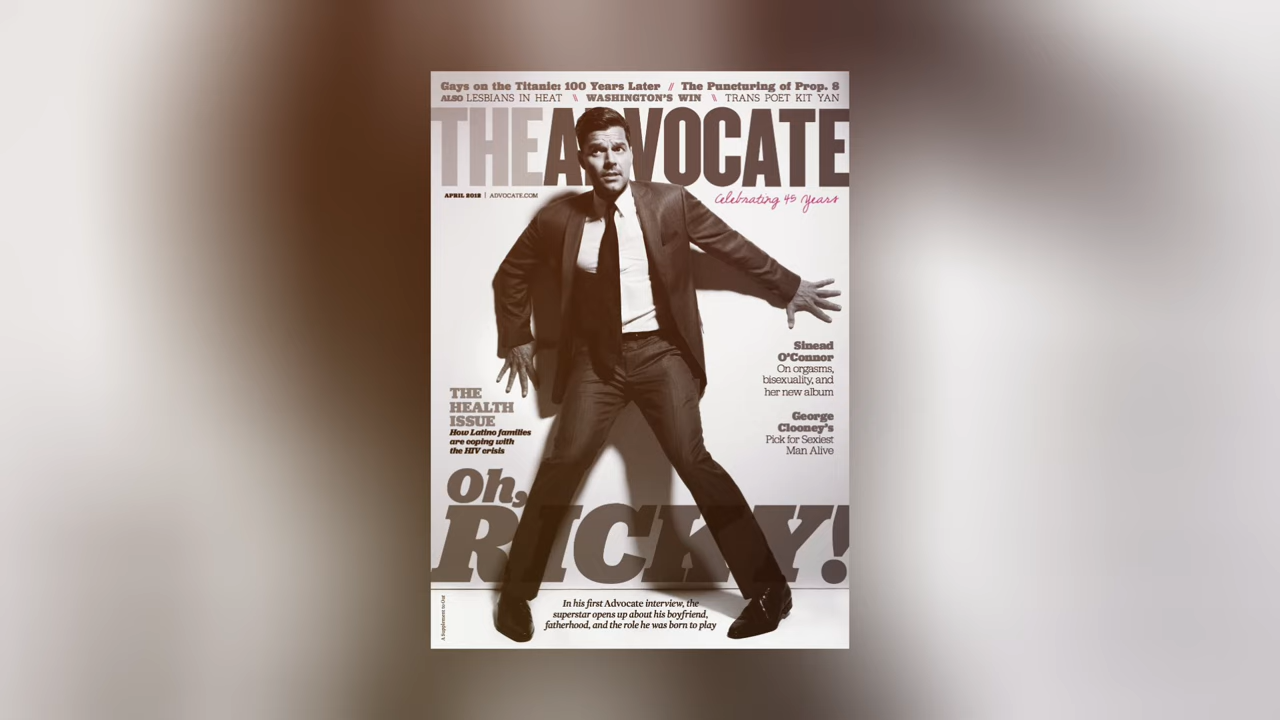 Gays on the Titanic: 100 Years Later // The Puncturing of Prop. 8
ALSO LESBIANS IN HEAT \\ WASHINGTON'S WIN \\ TRANS POET KIT YAN
THE ADVOCATE
APRIL 2012 | ADVOCATE.COM
Celebrating 45 Years
Sinead
O'Connor
On orgasms,
bisexuality, and
her new album
George
Clooney's
Pick for Sexiest
Man Alive
THE
HEALTH
ISSUE
How Latino families
are coping with
the HIV crisis
Oh,
RICKY!
In his first Advocate interview, the
superstar opens up about his boyfriend,
fatherhood, and the role he was born to play
A Supplement to Out